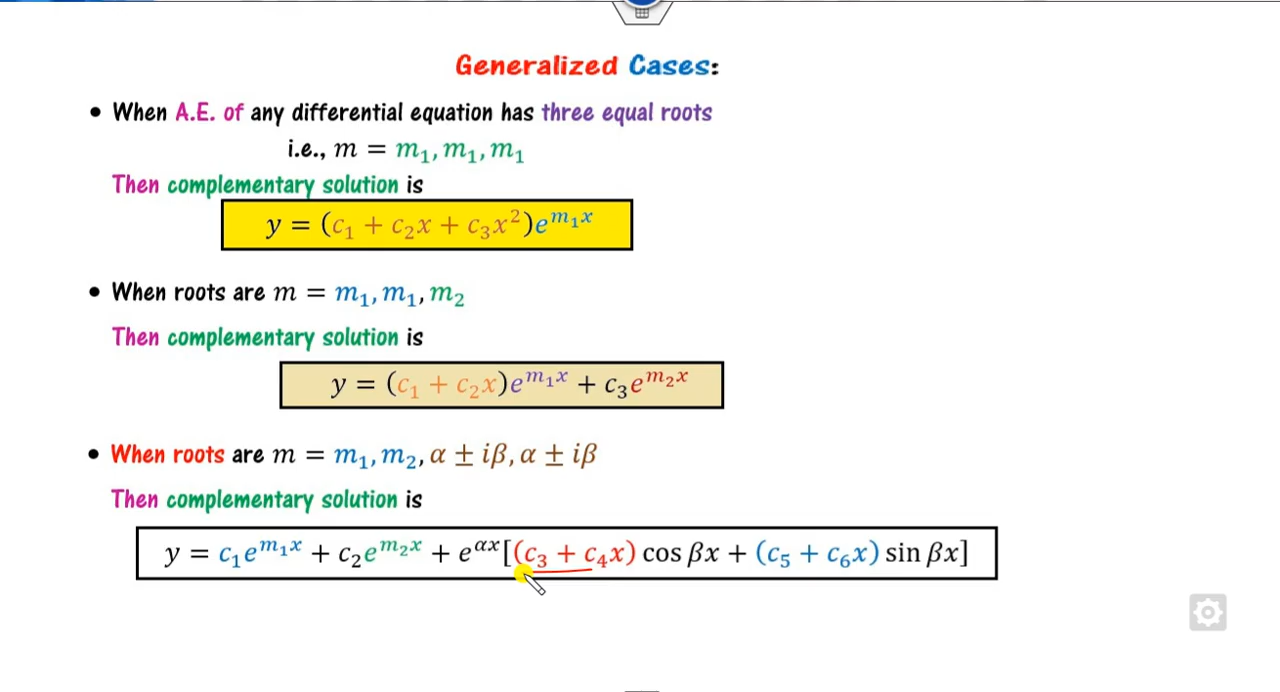 Generalized Cases:
• When A.E. of any differential equation has three equal roots
i.e., m = m₁, m₁, m₁
Then complementary solution is
y = (c₁ + c₂x + c₃x²)e^{m₁x}
• When roots are m = m₁, m₁, m₂
Then complementary solution is
y = (c₁ + c₂x)e^{m₁x} + c₃e^{m₂x}
• When roots are m = m₁, m₂, α ± iβ, α ± iβ
Then complementary solution is
y = c₁e^{m₁x} + c₂e^{m₂x} + e^{αx}[(c₃ + c₄x) cos βx + (c₅ + c₆x) sin βx]